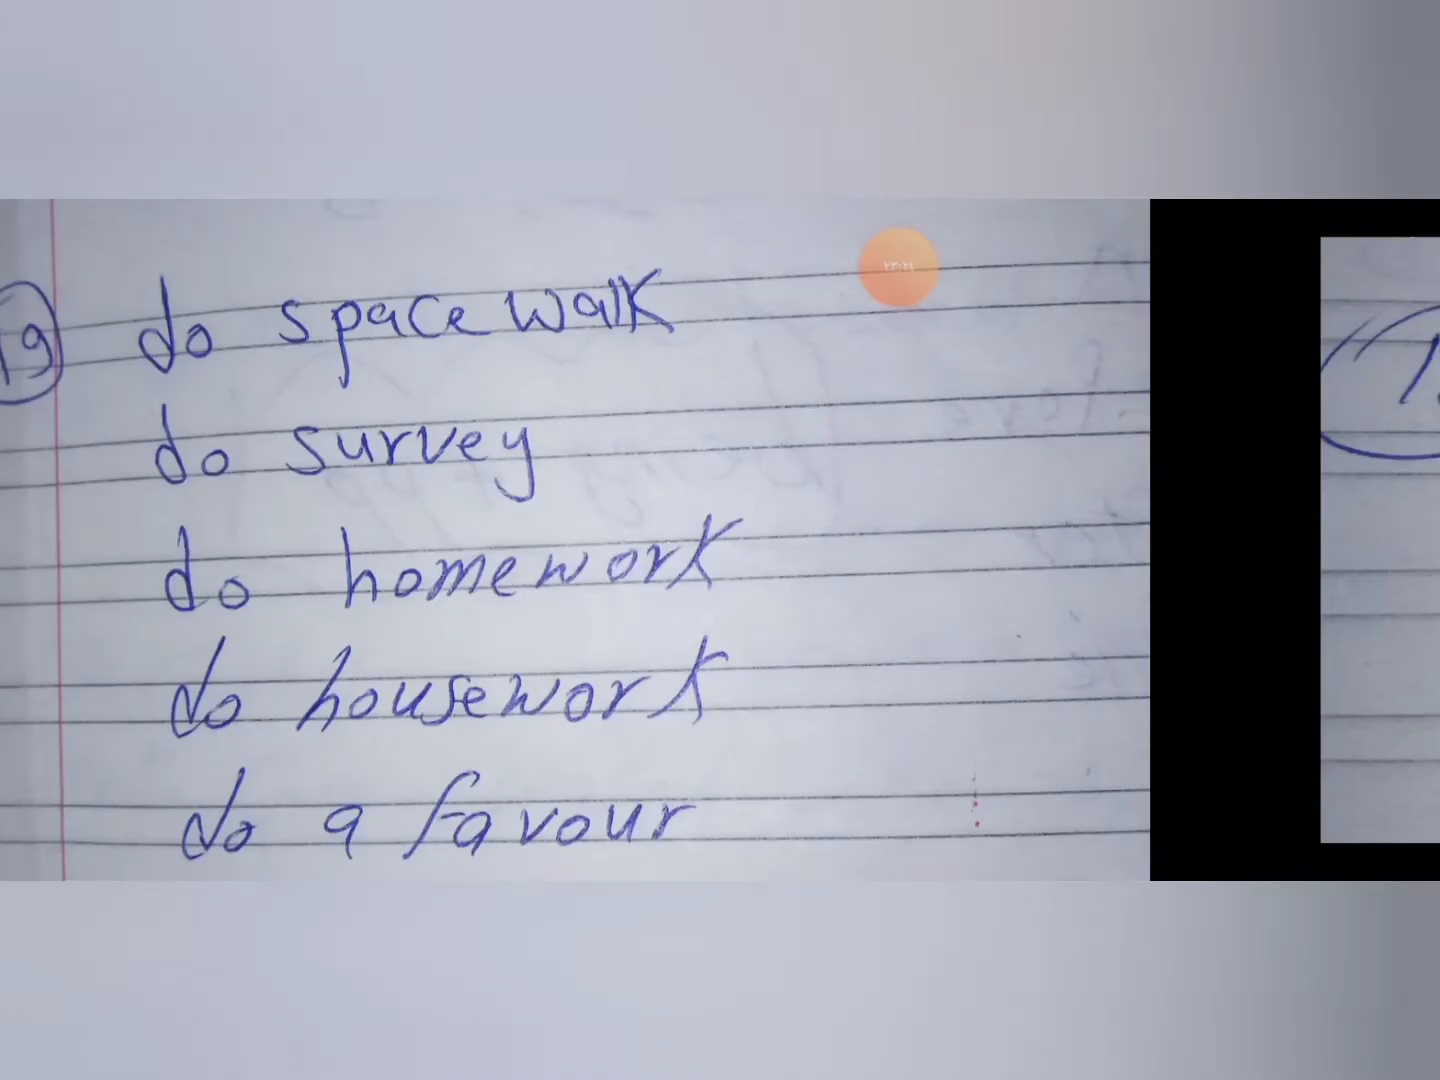 19 do space walk
do survey
do homework
do housework
do a favour